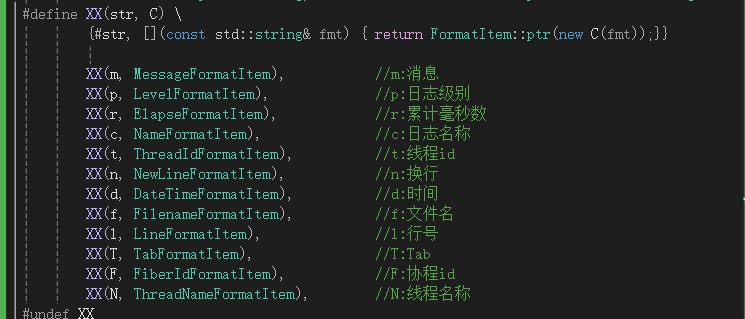 #define XX(str, C) \
{#str, [](const std::string& fmt) { return FormatItem::ptr(new C(fmt));}}
XX(m, MessageFormatItem), //m:消息
XX(p, LevelFormatItem), //p:日志级别
XX(r, ElapseFormatItem), //r:累计毫秒数
XX(c, NameFormatItem), //c:日志名称
XX(t, ThreadIdFormatItem), //t:线程id
XX(n, NewLineFormatItem), //n:换行
XX(d, DateTimeFormatItem), //d:时间
XX(f, FilenameFormatItem), //f:文件名
XX(l, LineFormatItem), //l:行号
XX(T, TabFormatItem), //T:Tab
XX(F, FiberIdFormatItem), //F:协程id
XX(N, ThreadNameFormatItem), //N:线程名称
#undef XX